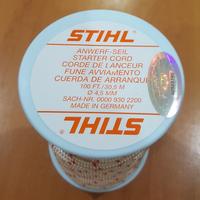 STIHL
ANWERF-SEIL
STARTER CORD
CORDE DE LANCEUR
FUNE AVVIAMENTO
CUERDA DE ARRANQUE
100 FT./30,5 M
Ø 4,5 MM
SACH-NR. 0000 930 2200
MADE IN GERMANY
STIHL